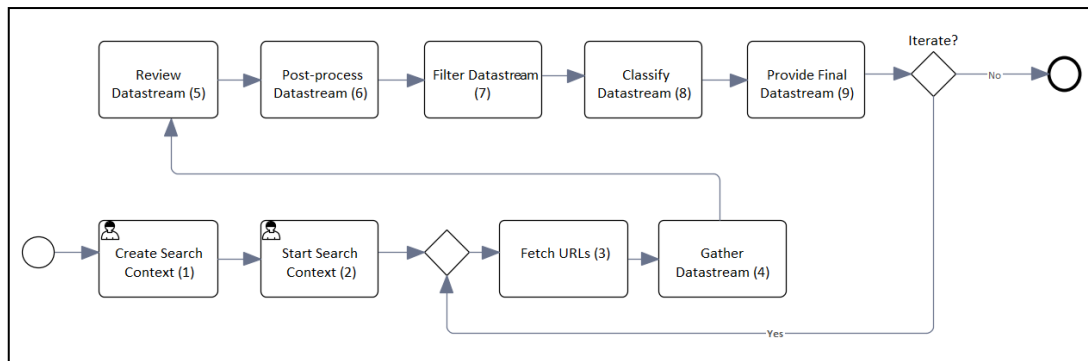 Iterate?
Review
Datastream (5)
Post-process
Datastream (6)
Filter Datastream
(7)
Classify
Datastream (8)
Provide Final
Datastream (9)
No
Create Search
Context (1)
Start Search
Context (2)
Fetch URLs (3)
Gather
Datastream (4)
Yes